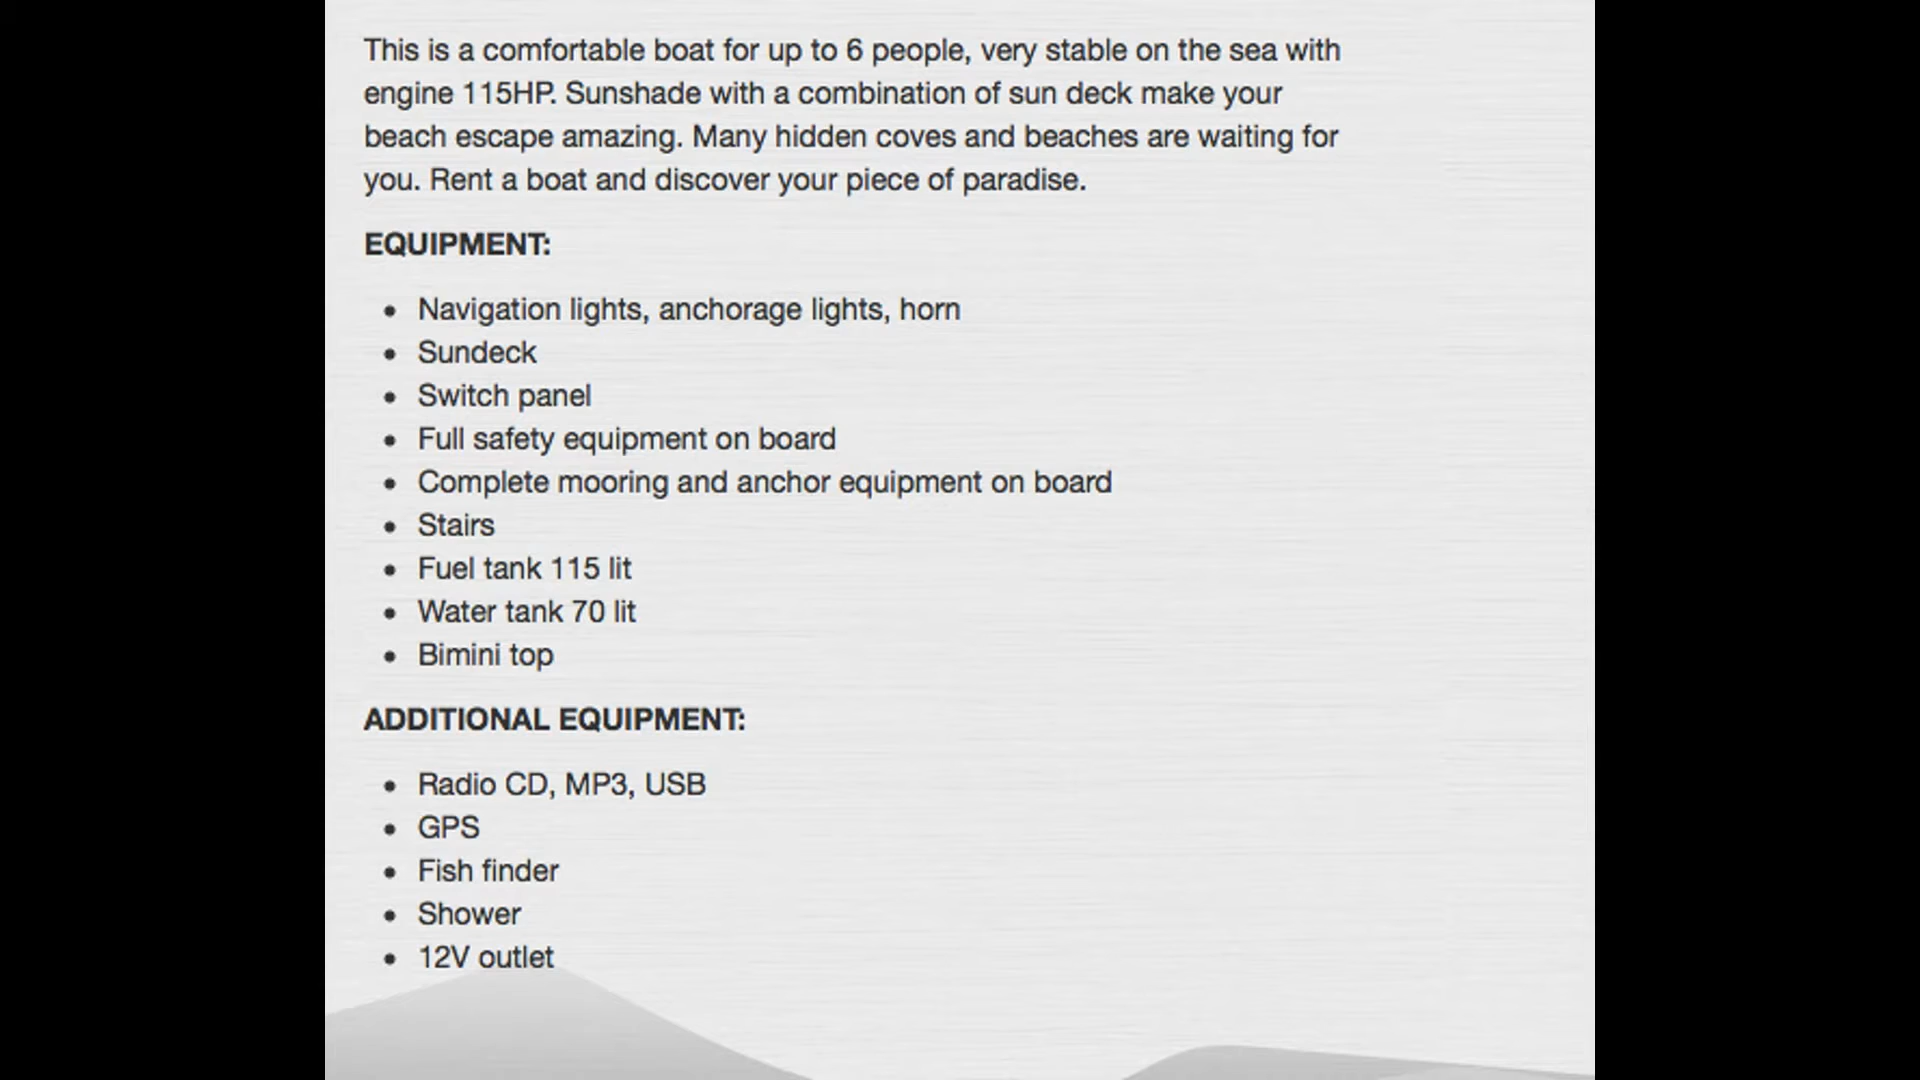 This is a comfortable boat for up to 6 people, very stable on the sea with
engine 115HP. Sunshade with a combination of sun deck make your
beach escape amazing. Many hidden coves and beaches are waiting for
you. Rent a boat and discover your piece of paradise.
EQUIPMENT:
• Navigation lights, anchorage lights, horn
• Sundeck
• Switch panel
• Full safety equipment on board
• Complete mooring and anchor equipment on board
• Stairs
• Fuel tank 115 lit
• Water tank 70 lit
• Bimini top
ADDITIONAL EQUIPMENT:
• Radio CD, MP3, USB
• GPS
• Fish finder
• Shower
• 12V outlet